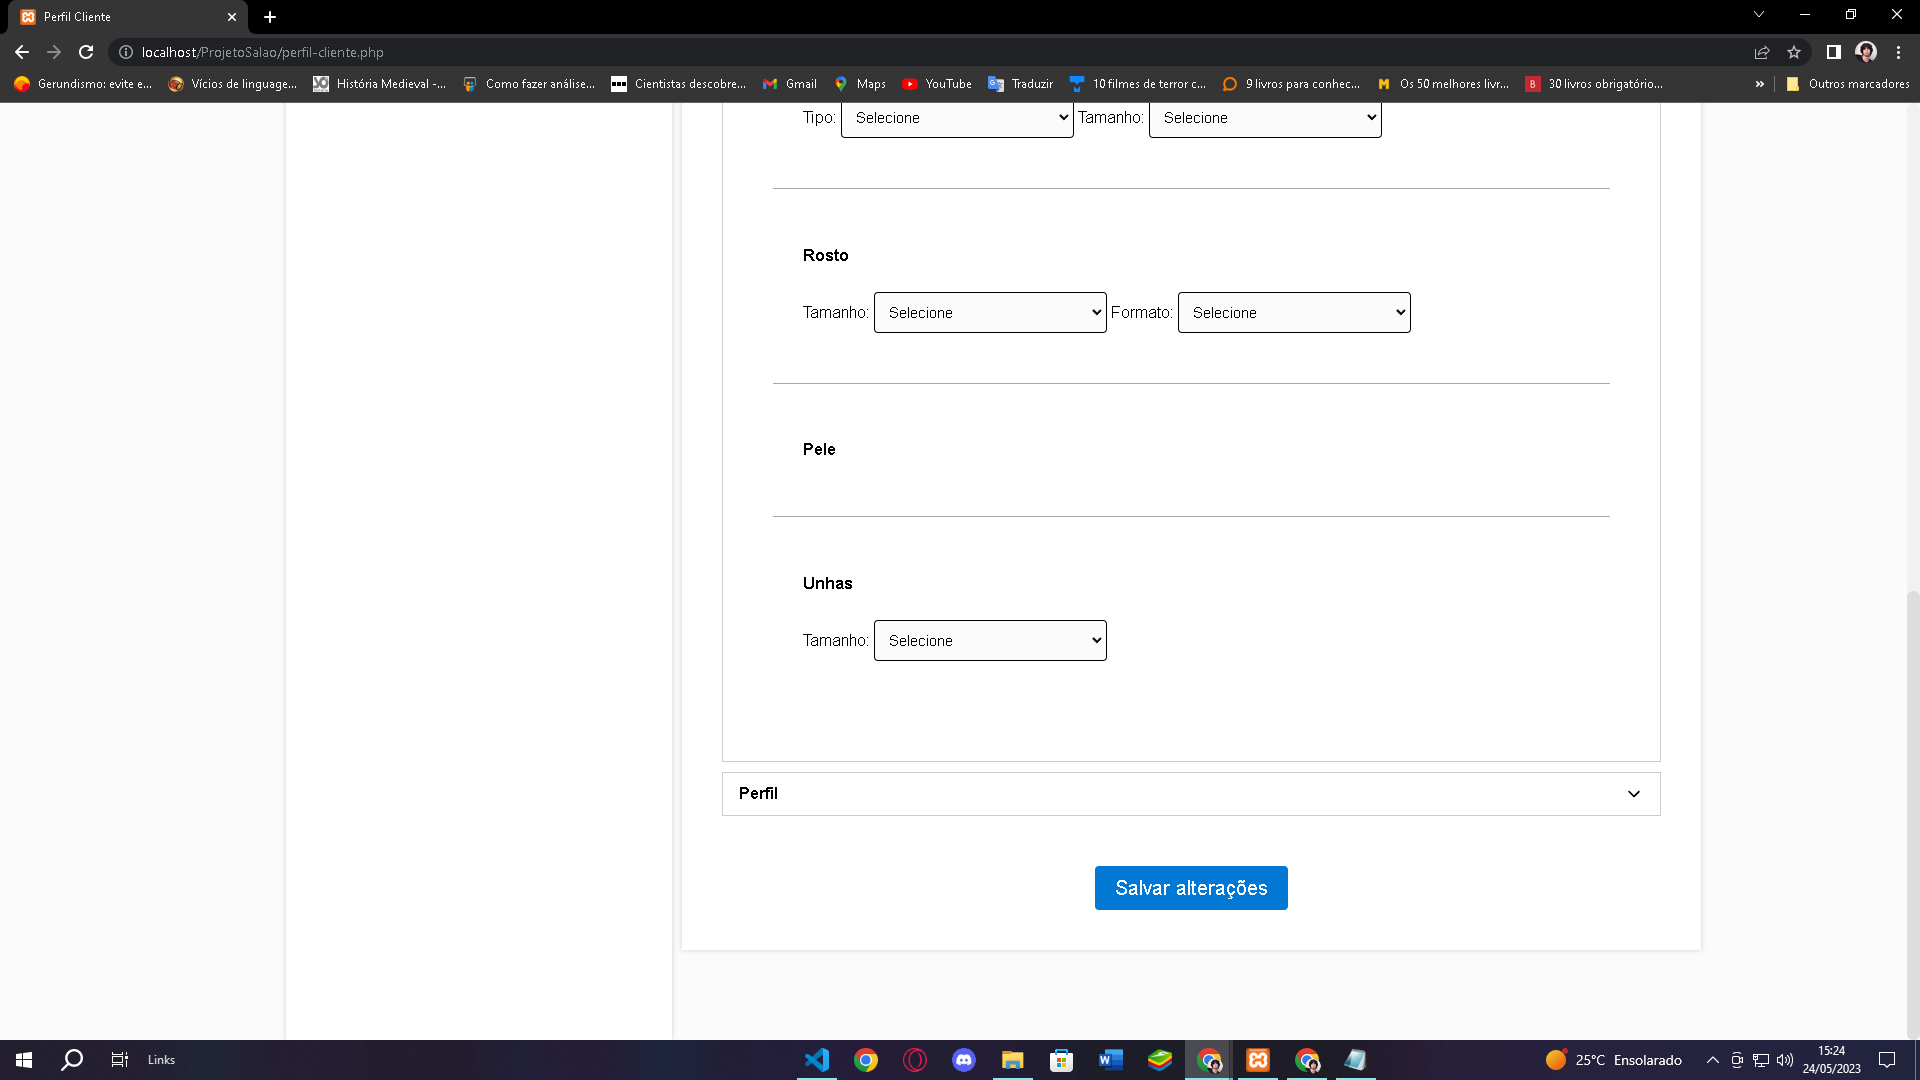 Perfil Cliente
localhost/ProjetoSalao/perfil-cliente.php
Gerundismo: evite e... Vícios de linguage... História Medieval -... Como fazer análise... Cientistas descobre... Gmail Maps YouTube Traduzir 10 filmes de terror c... 9 livros para conhec... Os 50 melhores livr... 30 livros obrigatório... » Outros marcadores
Tipo: Selecione Tamanho: Selecione
Rosto
Tamanho: Selecione Formato: Selecione
Pele
Unhas
Tamanho: Selecione
Perfil
Salvar alterações
Links
25°C Ensolarado
15:24
24/05/2023